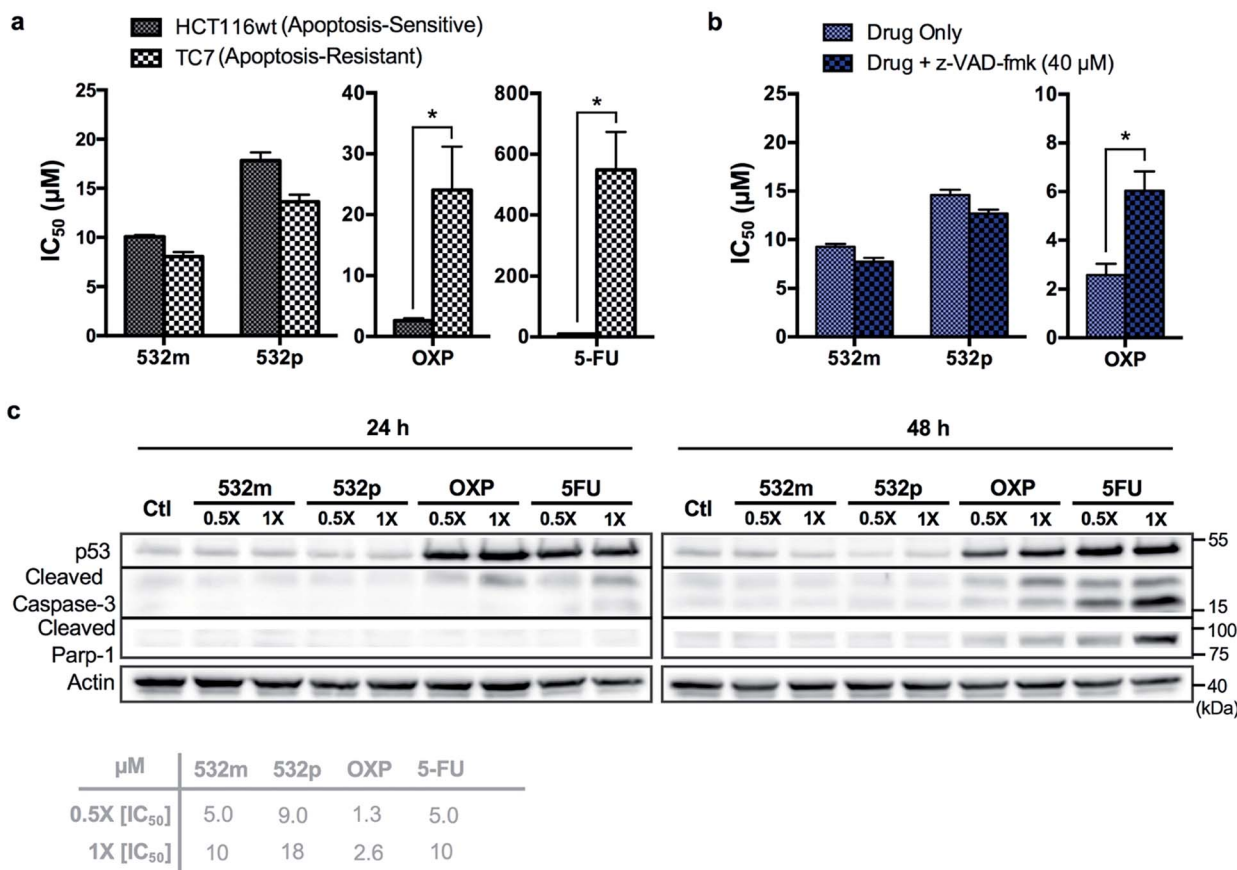 a
HCT116wt (Apoptosis-Sensitive)
TC7 (Apoptosis-Resistant)
IC50 (µM)
25
20
15
10
5
0
532m 532p
40
30
20
10
0
OXP
*
800
600
400
200
0
5-FU
*
b
Drug Only
Drug + z-VAD-fmk (40 µM)
IC50 (µM)
25
20
15
10
5
0
532m 532p
10
8
6
4
2
0
OXP
*
c
24 h 48 h
Ctl 532m 532p OXP 5FU Ctl 532m 532p OXP 5FU
0.5X 1X 0.5X 1X 0.5X 1X 0.5X 1X 0.5X 1X 0.5X 1X 0.5X 1X 0.5X 1X
p53 55
Cleaved
Caspase-3 15
Cleaved 100
Parp-1 75
Actin 40
(kDa)
µM 532m 532p OXP 5-FU
0.5X [IC50] 5.0 9.0 1.3 5.0
1X [IC50] 10 18 2.6 10